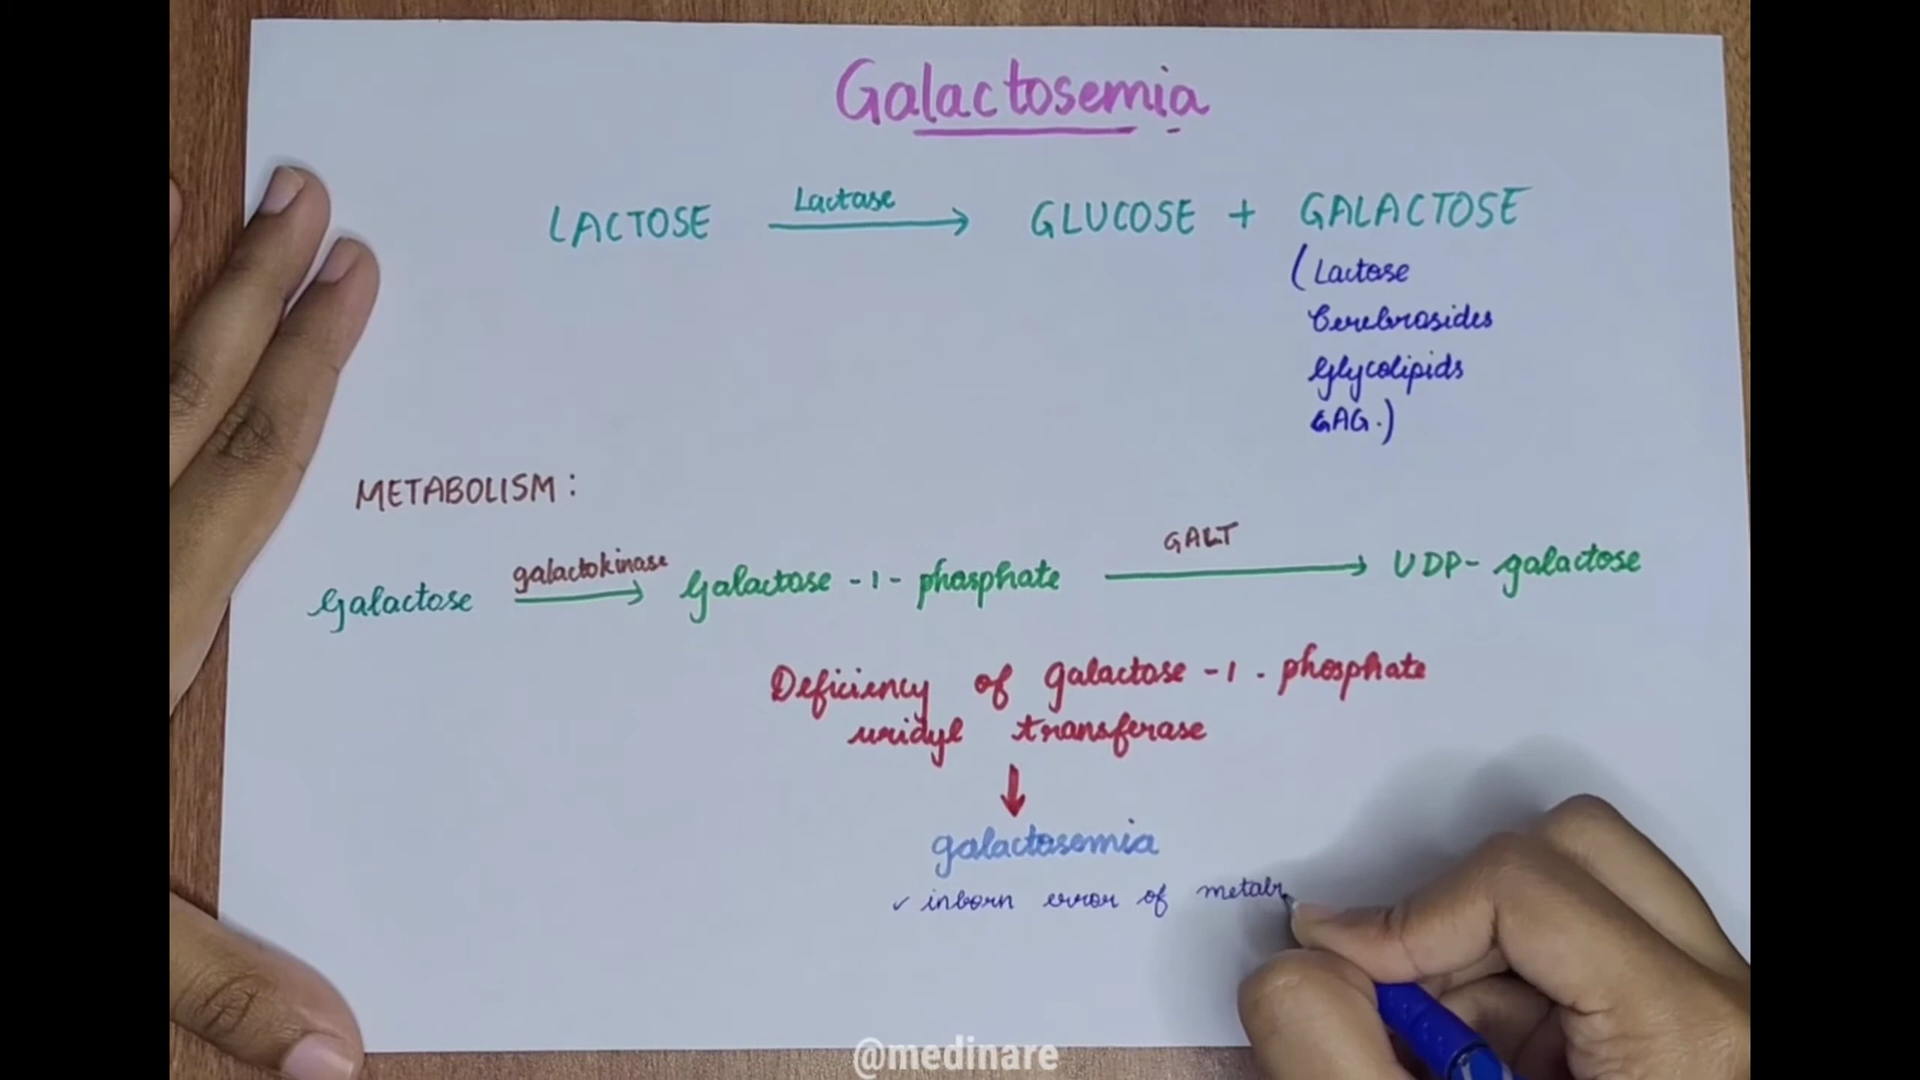 Galactosemia
LACTOSE Lactase GLUCOSE + GALACTOSE
(Lactose
Cerebrosides
Glycolipids
GAG.)
METABOLISM:
Galactose galactokinase Galactose -1- phosphate GALT UDP- galactose
Deficiency of galactose -1- phosphate
uridyl transferase
galactosemia
✓ inborn error of metab
@medinare